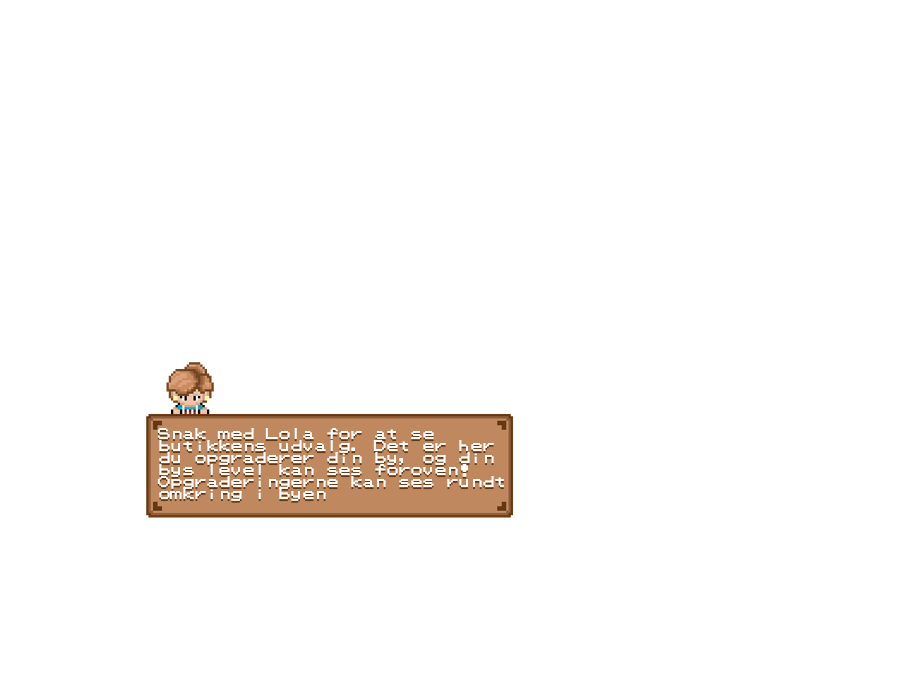 Snak med Lola for at se
butikkens udvalg. Det er her
du opgraderer din by, og din
bys level kan ses foroven!
Opgraderingerne kan ses rundt
omkring i byen